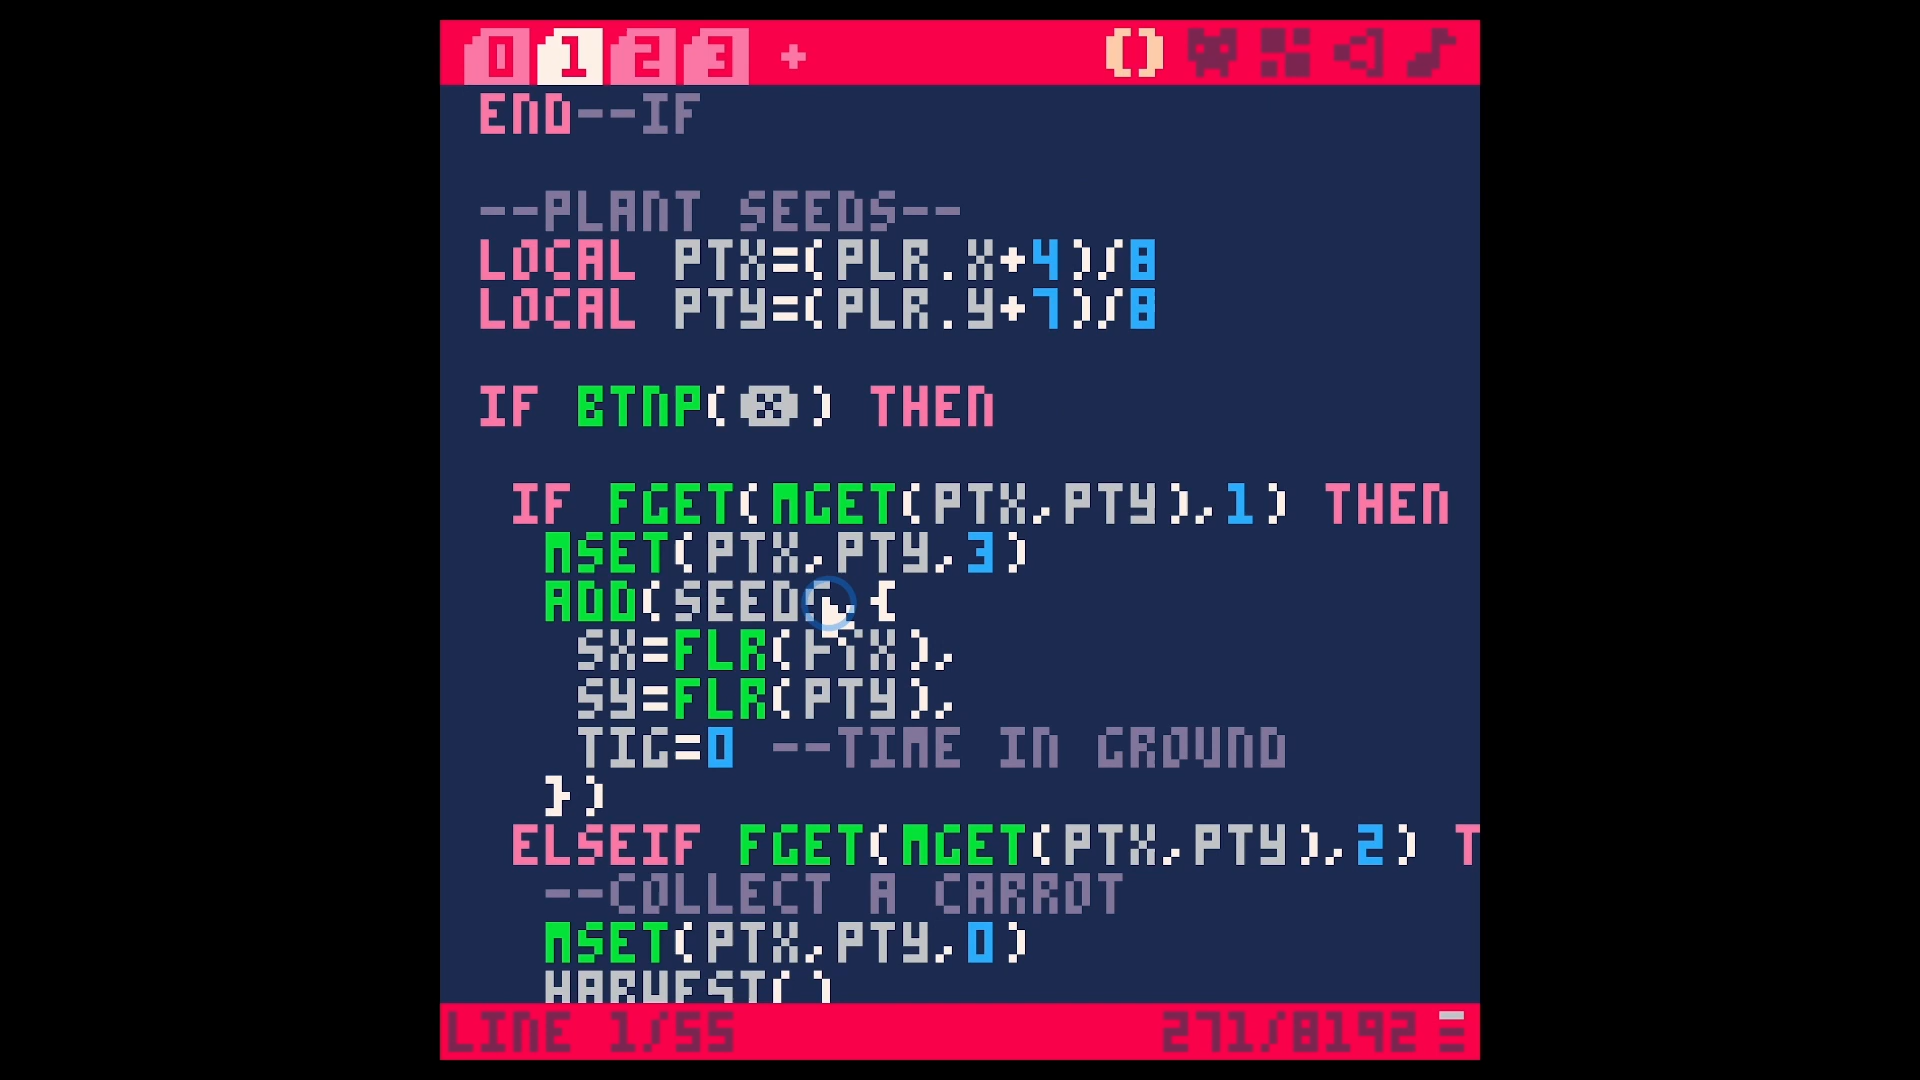 0 1 2 3 +
END--IF
--PLANT SEEDS--
LOCAL PTX=(PLR.X+4)/8
LOCAL PTY=(PLR.Y+7)/8
IF BTNP(❎) THEN
IF FGET(MGET(PTX,PTY),1) THEN
MSET(PTX,PTY,3)
ADD(SEEDS,{
SX=FLR(PTX),
SY=FLR(PTY),
TIG=0 --TIME IN GROUND
})
ELSEIF FGET(MGET(PTX,PTY),2) T
--COLLECT A CARROT
MSET(PTX,PTY,0)
HARVEST()
LINE 1/55
271/8192